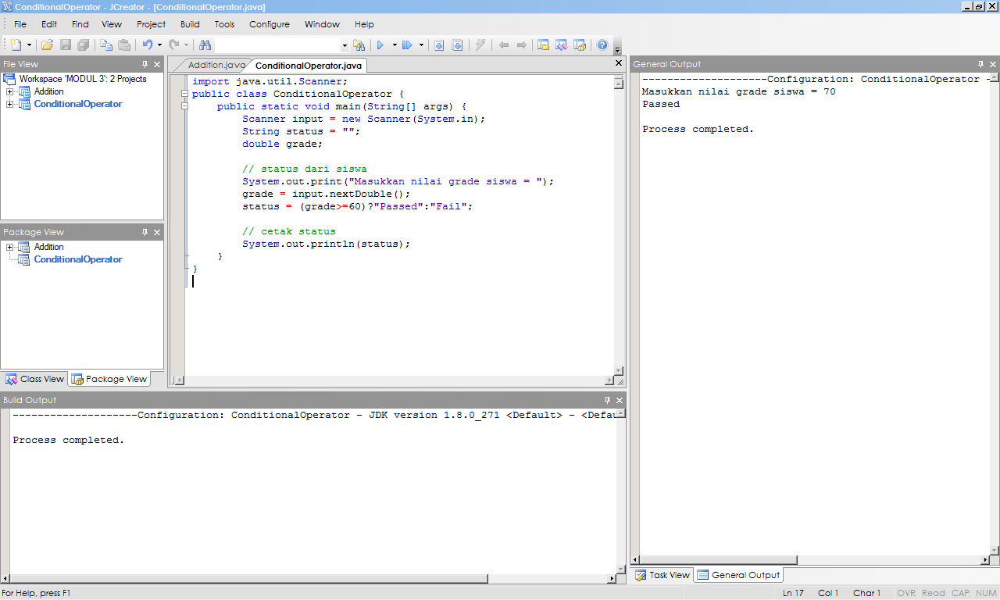 ConditionalOperator - JCreator - [ConditionalOperator.java]
File Edit Find View Project Build Tools Configure Window Help
File View
Workspace 'MODUL 3': 2 Projects
Addition
ConditionalOperator
Package View
Addition
ConditionalOperator
Class View Package View
Addition.java ConditionalOperator.java
import java.util.Scanner;
public class ConditionalOperator {
public static void main(String[] args) {
Scanner input = new Scanner(System.in);
String status = "";
double grade;
// status dari siswa
System.out.print("Masukkan nilai grade siswa = ");
grade = input.nextDouble();
status = (grade>=60)?"Passed":"Fail";
// cetak status
System.out.println(status);
}
}
General Output
--------------------Configuration: ConditionalOperator -
Masukkan nilai grade siswa = 70
Passed
Process completed.
Task View General Output
Build Output
--------------------Configuration: ConditionalOperator - JDK version 1.8.0_271 <Default> - <Defau
Process completed.
For Help, press F1
Ln 17 Col 1 Char 1 OVR Read CAP NUM